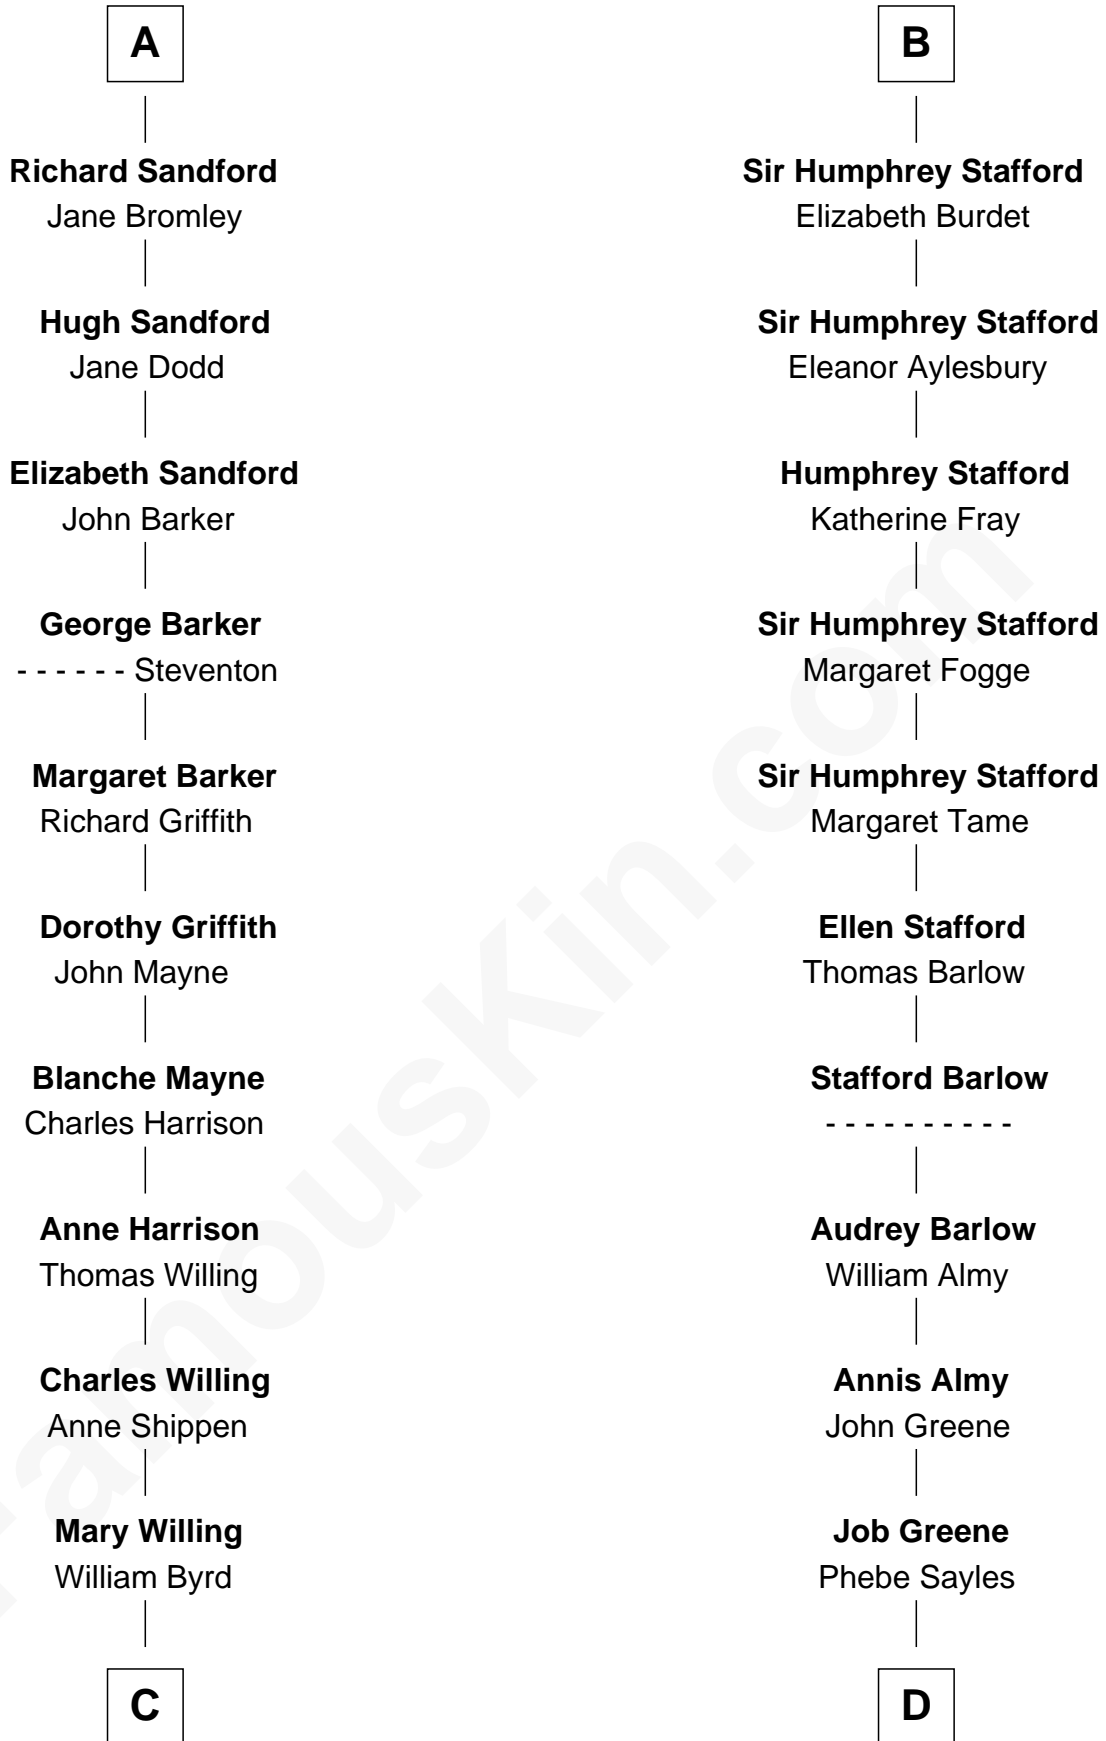 A
Richard Sandford
Jane Bromley
Hugh Sandford
Jane Dodd
Elizabeth Sandford
John Barker
George Barker
- - - - - - Steventon
Margaret Barker
Richard Griffith
Dorothy Griffith
John Mayne
Blanche Mayne
Charles Harrison
Anne Harrison
Thomas Willing
Charles Willing
Anne Shippen
Mary Willing
William Byrd
C
B
Sir Humphrey Stafford
Elizabeth Burdet
Sir Humphrey Stafford
Eleanor Aylesbury
Humphrey Stafford
Katherine Fray
Sir Humphrey Stafford
Margaret Fogge
Sir Humphrey Stafford
Margaret Tame
Ellen Stafford
Thomas Barlow
Stafford Barlow
- - - - - - - - - -
Audrey Barlow
William Almy
Annis Almy
John Greene
Job Greene
Phebe Sayles
D
FamousKin.com